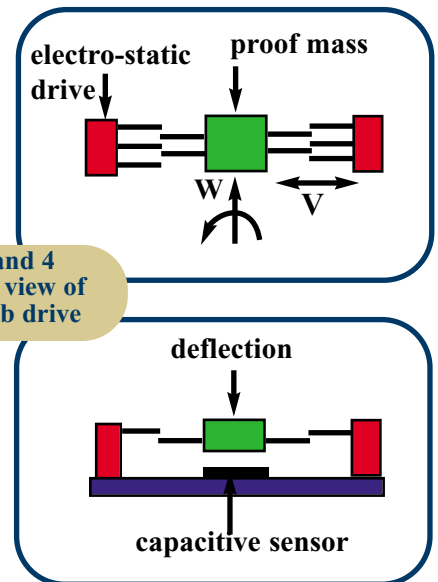 electro-static
drive
proof mass
W
V
and 4
view of
b drive
deflection
capacitive sensor